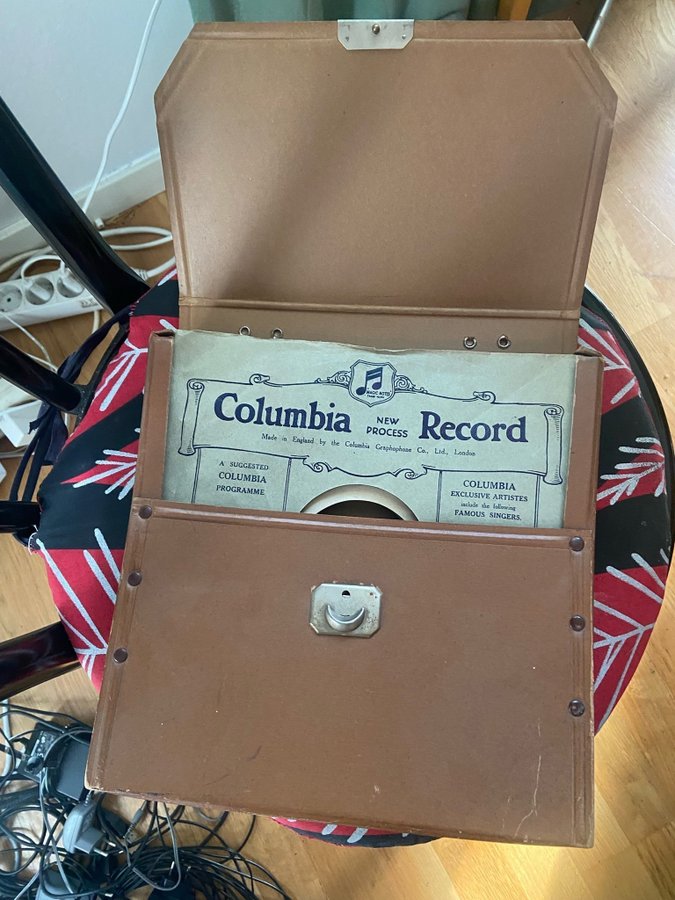 MAGIC NOTES
Columbia NEW PROCESS Record
Made in England by the Columbia Graphophone Co., Ltd., London
A SUGGESTED
COLUMBIA
PROGRAMME
COLUMBIA
EXCLUSIVE ARTISTES
include the following
FAMOUS SINGERS.